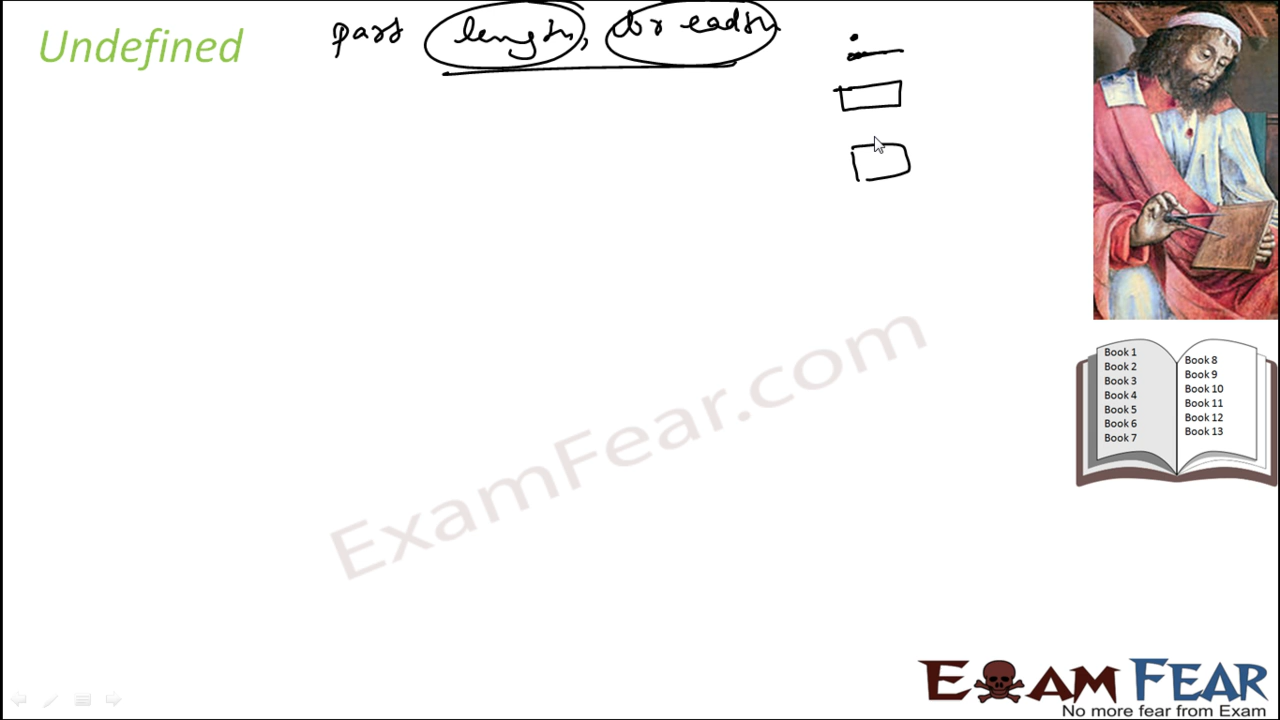 Undefined
part length, breadth
Book 1
Book 2
Book 3
Book 4
Book 5
Book 6
Book 7
Book 8
Book 9
Book 10
Book 11
Book 12
Book 13
ExamFear.com
EXAM FEAR
No more fear from Exam